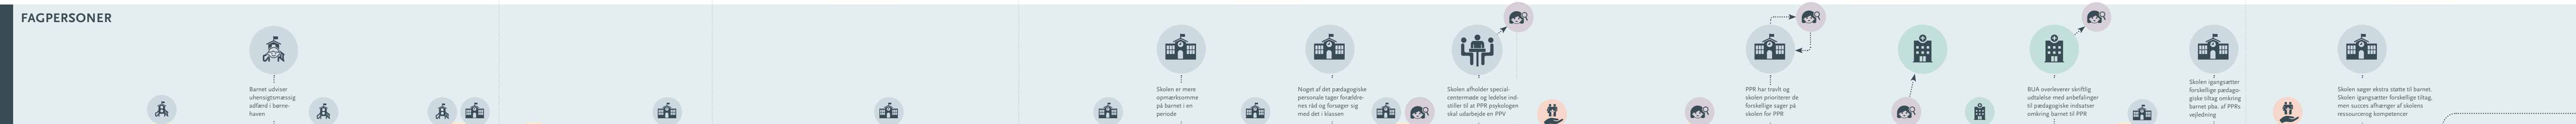 FAGPERSONER
Barnet udviser
uhensigtsmæssig
adfærd i børne-
haven
Skolen er mere
opmærksomme
på barnet i en
periode
Noget af det pædagogiske
personale tager forældre-
nes råd og forsøger sig
med det i klassen
Skolen afholder special-
centermøde og ledelse ind-
stiller til at PPR psykologen
skal udarbejde en PPV
PPR har travlt og
skolen prioriterer de
forskellige sager på
skolen for PPR
BUA overleverer skriftlig
udtalelse med anbefalinger
til pædagogiske indsatser
omkring barnet til PPR
Skolen igangsætter
forskellige pædago-
giske tiltag omkring
barnet pba. af PPRs
vejledning
Skolen søger ekstra støtte til barnet.
Skolen igangsætter forskellige tiltag,
men succes afhænger af skolens
ressourcerog kompetencer